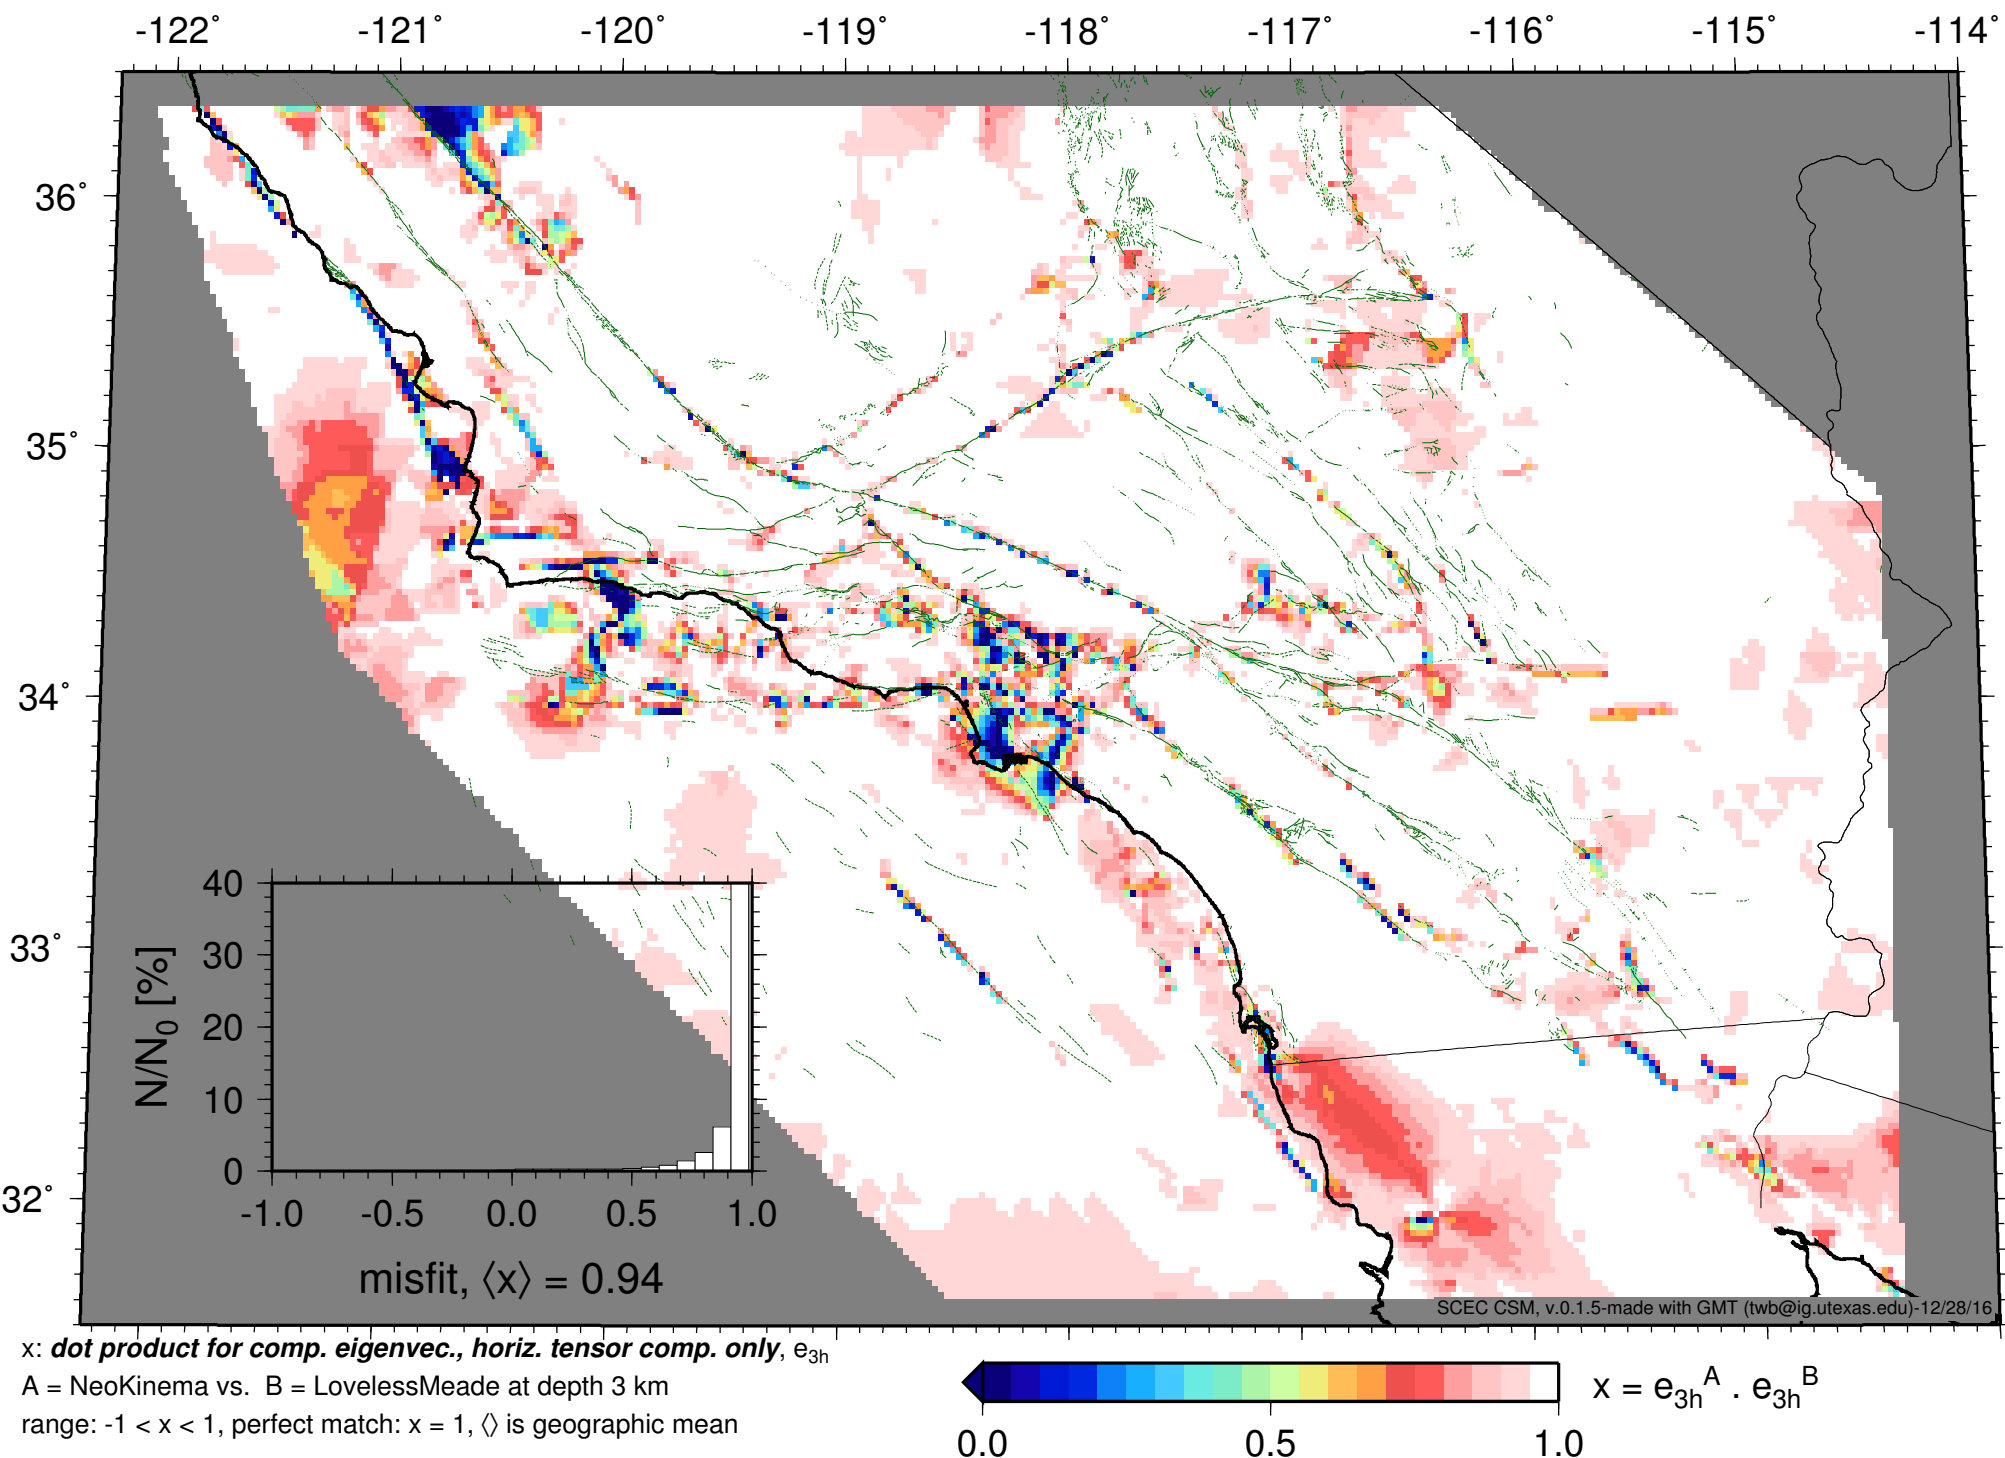 -122° -121° -120° -119° -118° -117° -116° -115° -114°
36°
35°
34°
33°
32°
40
30
20
10
0
N/N0 [%]
-1.0 -0.5 0.0 0.5 1.0
misfit, ⟨x⟩ = 0.94
SCEC CSM, v.0.1.5-made with GMT (twb@ig.utexas.edu)-12/28/16
x: dot product for comp. eigenvec., horiz. tensor comp. only, e3h
A = NeoKinema vs. B = LovelessMeade at depth 3 km
range: -1 < x < 1, perfect match: x = 1, ⟨⟩ is geographic mean
x = e3h^A . e3h^B
0.0 0.5 1.0